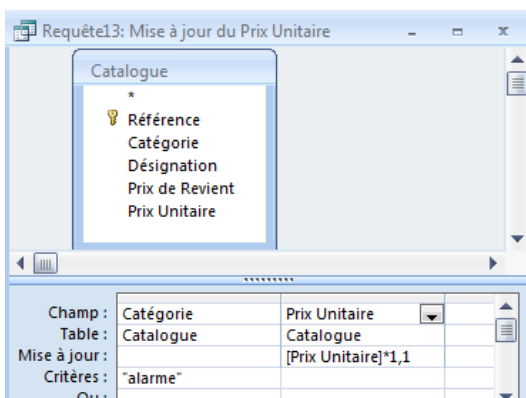 Requête13: Mise à jour du Prix Unitaire
Catalogue
*
Référence
Catégorie
Désignation
Prix de Revient
Prix Unitaire
Champ : Catégorie Prix Unitaire
Table : Catalogue Catalogue
Mise à jour : [Prix Unitaire]*1,1
Critères : "alarme"
Ou :